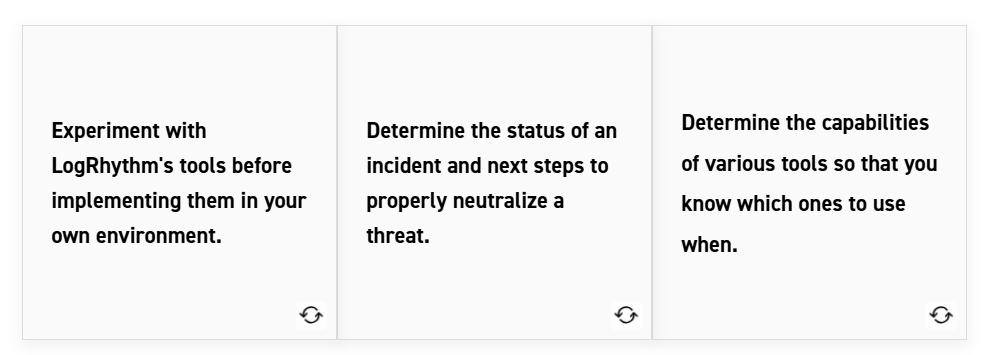 Experiment with
LogRhythm's tools before
implementing them in your
own environment.
Determine the status of an
incident and next steps to
properly neutralize a
threat.
Determine the capabilities
of various tools so that you
know which ones to use
when.